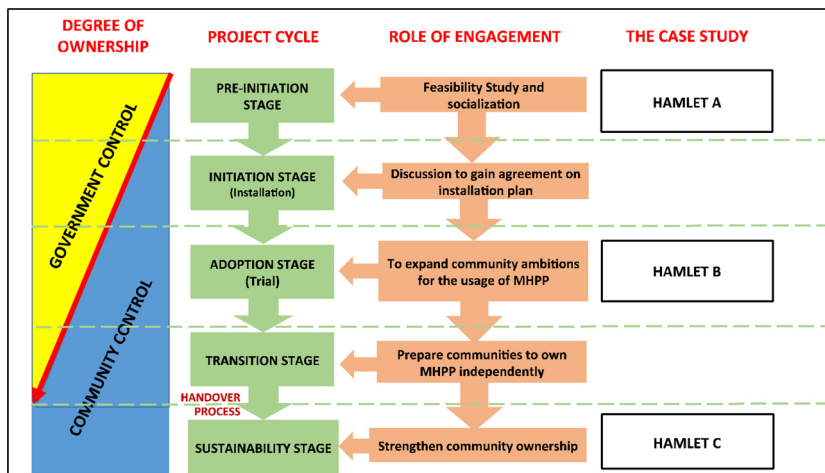 DEGREE OF
OWNERSHIP
PROJECT CYCLE
ROLE OF ENGAGEMENT
THE CASE STUDY
GOVERNMENT CONTROL
COMMUNITY CONTROL
PRE-INITIATION
STAGE
Feasibility Study and
socialization
HAMLET A
INITIATION STAGE
(Installation)
Discussion to gain agreement on
installation plan
ADOPTION STAGE
(Trial)
To expand community ambitions
for the usage of MHPP
HAMLET B
TRANSITION STAGE
Prepare communities to own
MHPP independently
HANDOVER
PROCESS
SUSTAINABILITY STAGE
Strengthen community ownership
HAMLET C